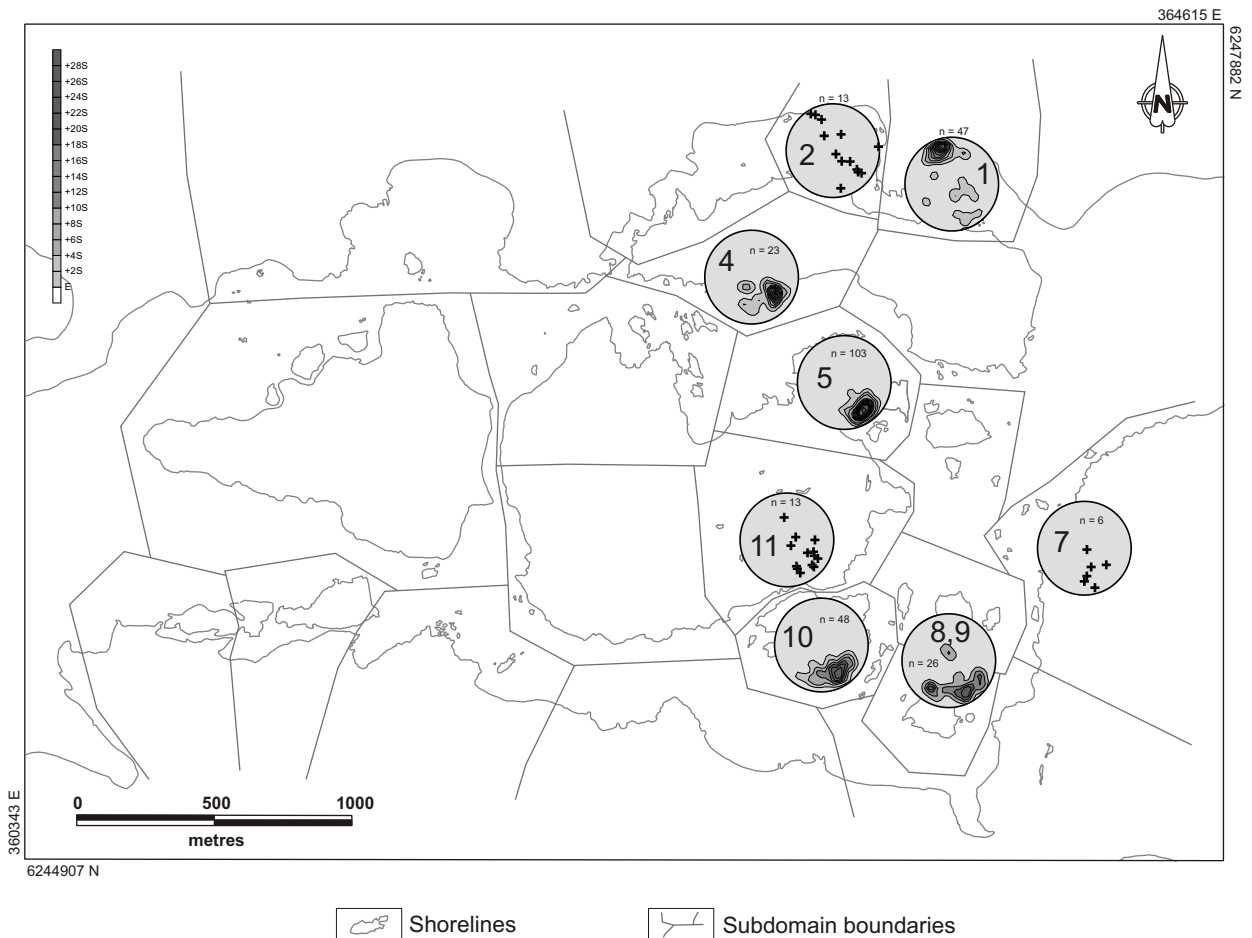 364615 E
6247882 N
N
+28S
+26S
+24S
+22S
+20S
+18S
+16S
+14S
+12S
+10S
+8S
+6S
+4S
+2S
E
n = 13
2
n = 47
1
4
n = 23
n = 103
5
n = 13
11
n = 6
7
n = 48
10
8,9
n = 26
0 500 1000
metres
360343 E
6244907 N
Shorelines
Subdomain boundaries